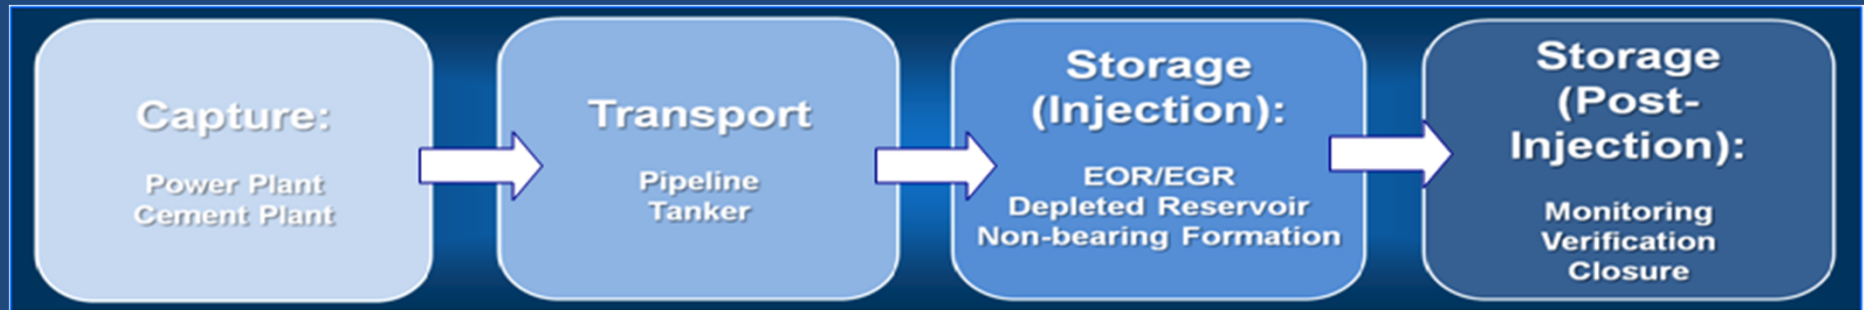 Capture:
Power Plant
Cement Plant
Transport
Pipeline
Tanker
Storage
(Injection):
EOR/EGR
Depleted Reservoir
Non-bearing Formation
Storage
(Post-
Injection):
Monitoring
Verification
Closure